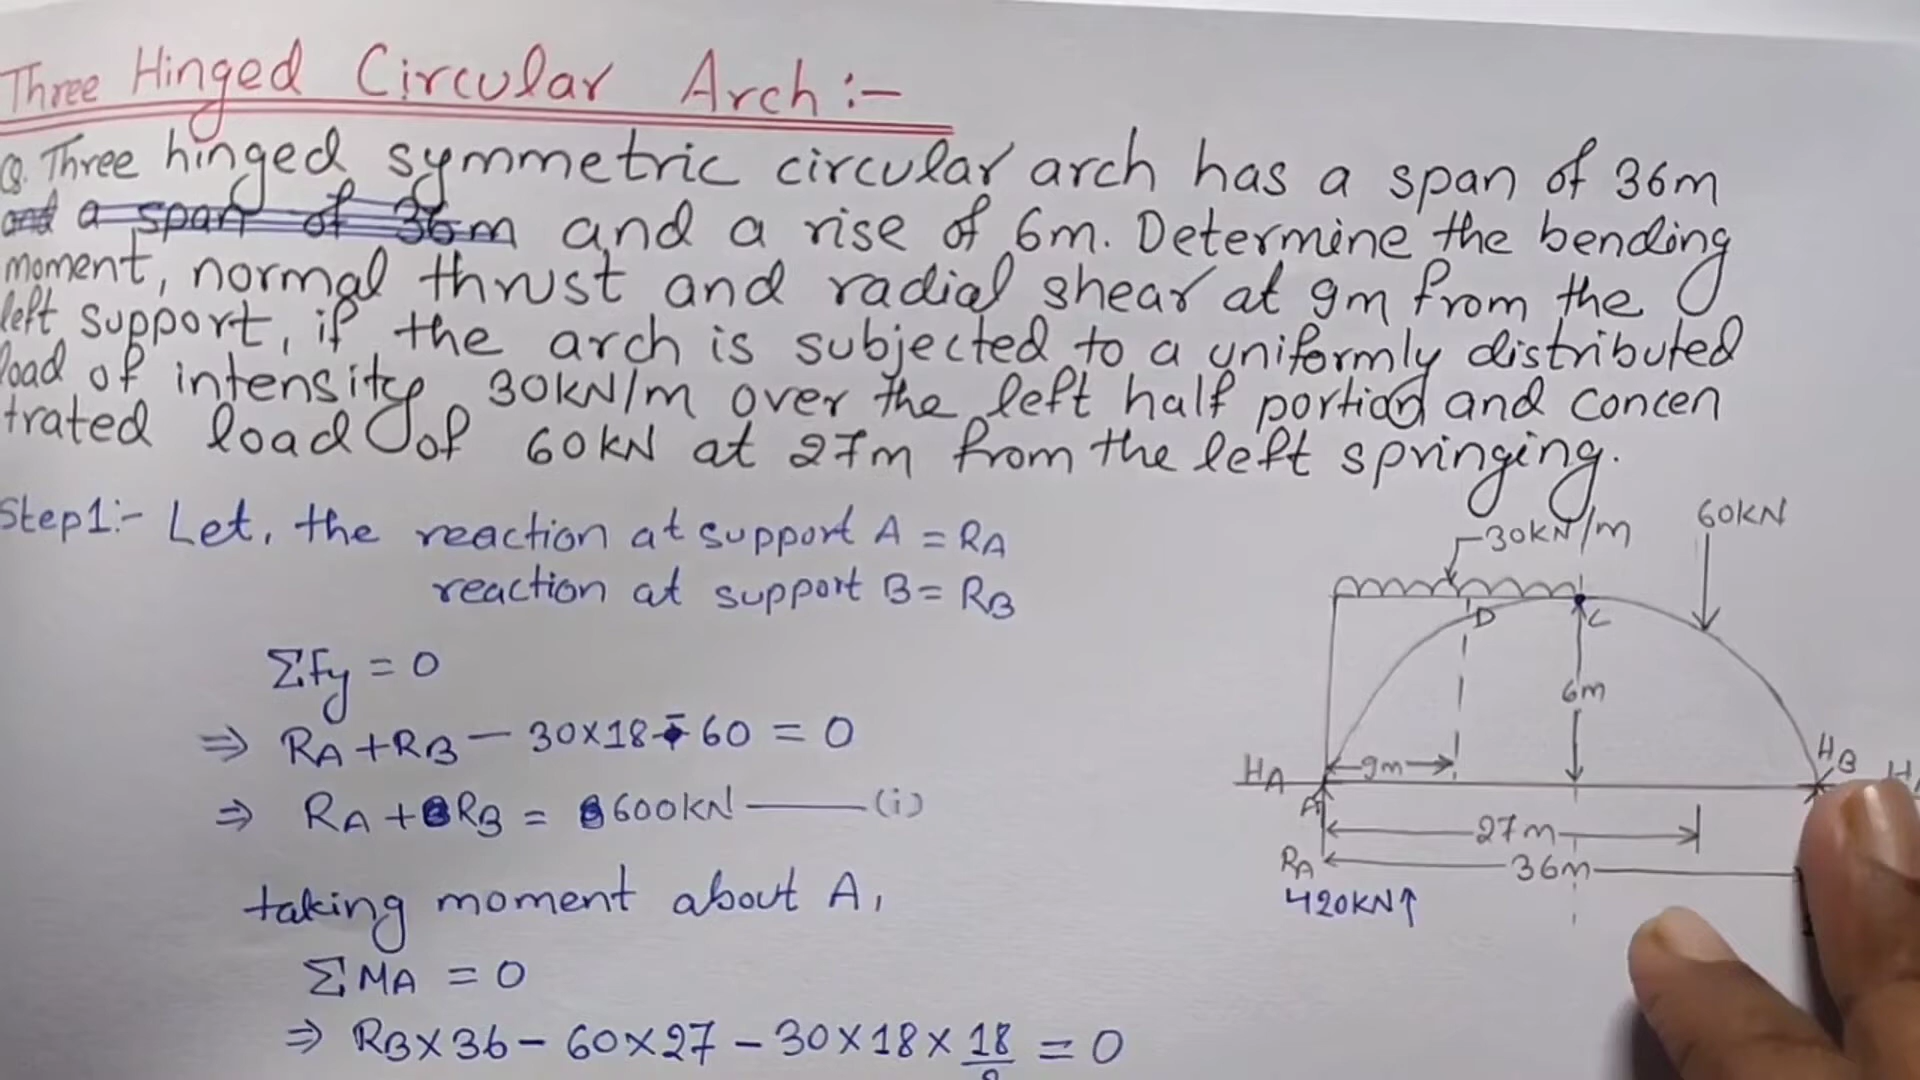 Three Hinged Circular Arch :-
Q. Three hinged symmetric circular arch has a span of 36m
and a span of 36m and a rise of 6m. Determine the bending
moment, normal thrust and radial shear at 9m from the
left support, if the arch is subjected to a uniformly distributed
load of intensity 30kN/m over the left half portion and concen
trated load of 60kN at 27m from the left springing.
Step1:- Let, the reaction at support A = RA
reaction at support B = RB
ΣFy = 0
⇒ RA + RB - 30×18 - 60 = 0
⇒ RA + RB = 600kN —— (i)
taking moment about A,
ΣMA = 0
⇒ RB×36 - 60×27 - 30×18×18/2 = 0
60kN
30kN/m
D
C
6m
HA
9m
HB
A
27m
RA
36m
420KN↑